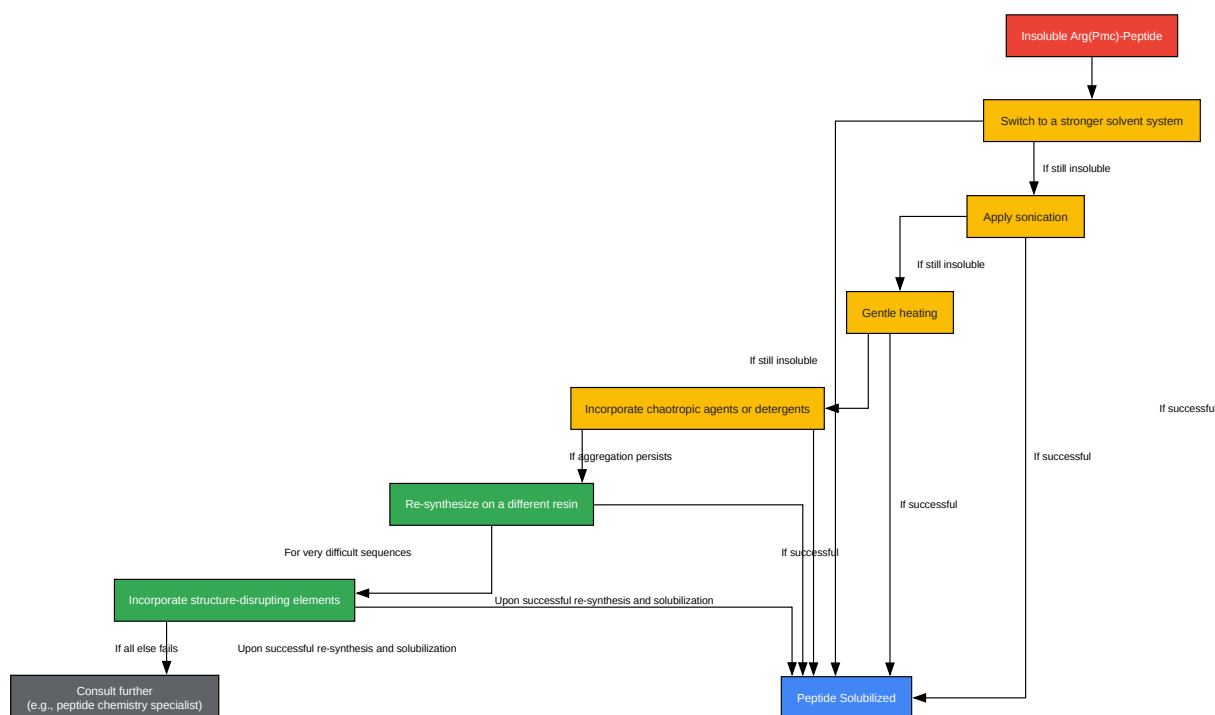 Insoluble Arg(Pmc)-Peptide
Switch to a stronger solvent system
If still insoluble
Apply sonication
If still insoluble
Gentle heating
If still insoluble
Incorporate chaotropic agents or detergents
If successful
If aggregation persists
If successful
Re-synthesize on a different resin
If successful
For very difficult sequences
If successful
Incorporate structure-disrupting elements
Upon successful re-synthesis and solubilization
If all else fails
Upon successful re-synthesis and solubilization
Consult further
(e.g., peptide chemistry specialist)
Peptide Solubilized